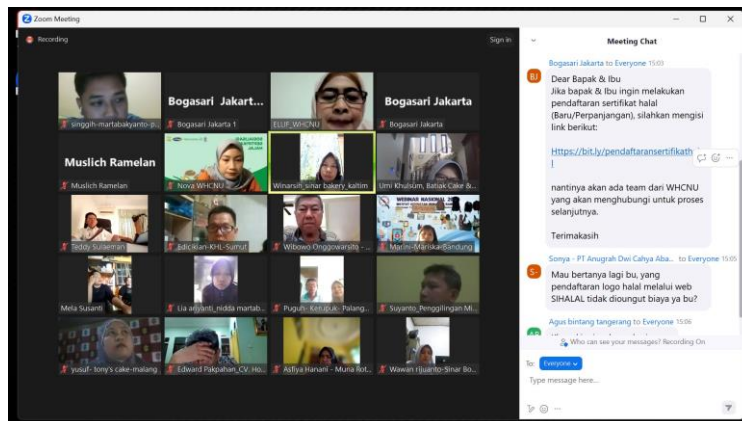 Zoom Meeting
Recording
Sign in
singgih-martabakyanto-p...
Bogasari Jakart...
Bogasari Jakarta 1
ELUP_WHCNU
Bogasari Jakarta
Bogasari Jakarta
Muslich Ramelan
Muslich Ramelan
Nova WHCNU
Winarsih_sinar bakery_kaltim
Umi Khulsum, Batiak Cake &...
Teddy Sulaeman
Edicikian-KHL-Sumut
Wibowo Onggowarsito - ...
WEBINAR NASIONAL
Marini-Mariska-Bandung
Mela Susanti
Lia ariyanti_nidda martab...
Puguh- Kerupuk- Palang...
Suyanto_Penggilingan Mi...
yusuf- tony's cake-malang
Edward Pakpahan_CV. Ho...
Asfiya Hanani - Muna Rot...
Wawan rijuanto-Sinar Bo...
Meeting Chat
Bogasari Jakarta to Everyone 15:03
BJ
Dear Bapak & Ibu
Jika bapak & Ibu ingin melakukan
pendaftaran sertifikat halal
(Baru/Perpanjangan), silahkan mengisi
link berikut:
Https://bit.ly/pendaftaransertifikath
l
nantinya akan ada team dari WHCNU
yang akan menghubungi untuk proses
selanjutnya.
Terimakasih
Sonya - PT Anugrah Dwi Cahya Aba... to Everyone 15:05
S-
Mau bertanya lagi bu, yang
pendaftaran logo halal melalui web
SIHALAL tidak dioungut biaya ya bu?
Agus bintang tangerang to Everyone 15:06
Who can see your messages? Recording On
To: Everyone
Type message here...